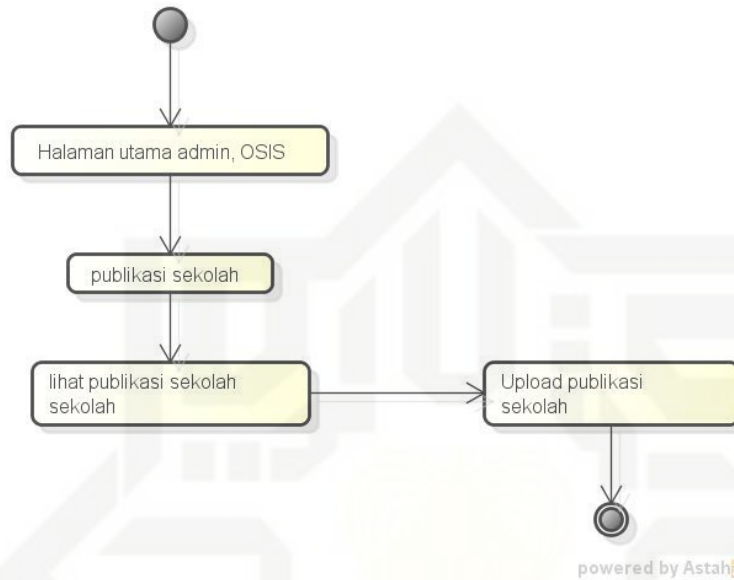 Halaman utama admin, OSIS
publikasi sekolah
lihat publikasi sekolah
sekolah
Upload publikasi
sekolah
powered by Astah